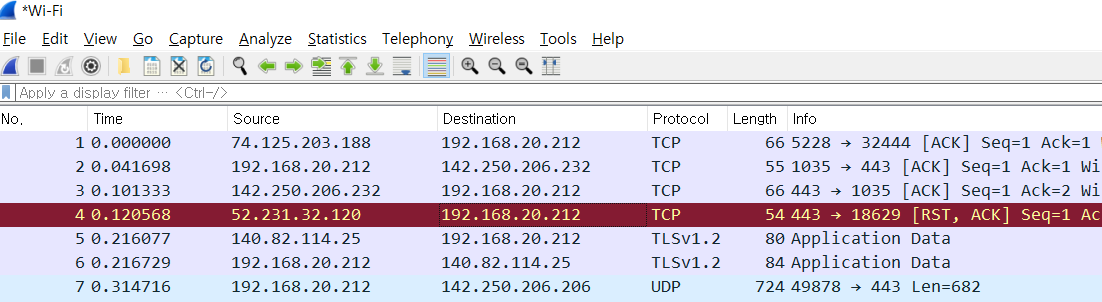 *Wi-Fi
File Edit View Go Capture Analyze Statistics Telephony Wireless Tools Help
Apply a display filter ... <Ctrl-/>
No. Time Source Destination Protocol Length Info
1 0.000000 74.125.203.188 192.168.20.212 TCP 66 5228 → 32444 [ACK] Seq=1 Ack=1
2 0.041698 192.168.20.212 142.250.206.232 TCP 55 1035 → 443 [ACK] Seq=1 Ack=1 Wi
3 0.101333 142.250.206.232 192.168.20.212 TCP 66 443 → 1035 [ACK] Seq=1 Ack=2 Wi
4 0.120568 52.231.32.120 192.168.20.212 TCP 54 443 → 18629 [RST, ACK] Seq=1 Ac
5 0.216077 140.82.114.25 192.168.20.212 TLSv1.2 80 Application Data
6 0.216729 192.168.20.212 140.82.114.25 TLSv1.2 84 Application Data
7 0.314716 192.168.20.212 142.250.206.206 UDP 724 49878 → 443 Len=682